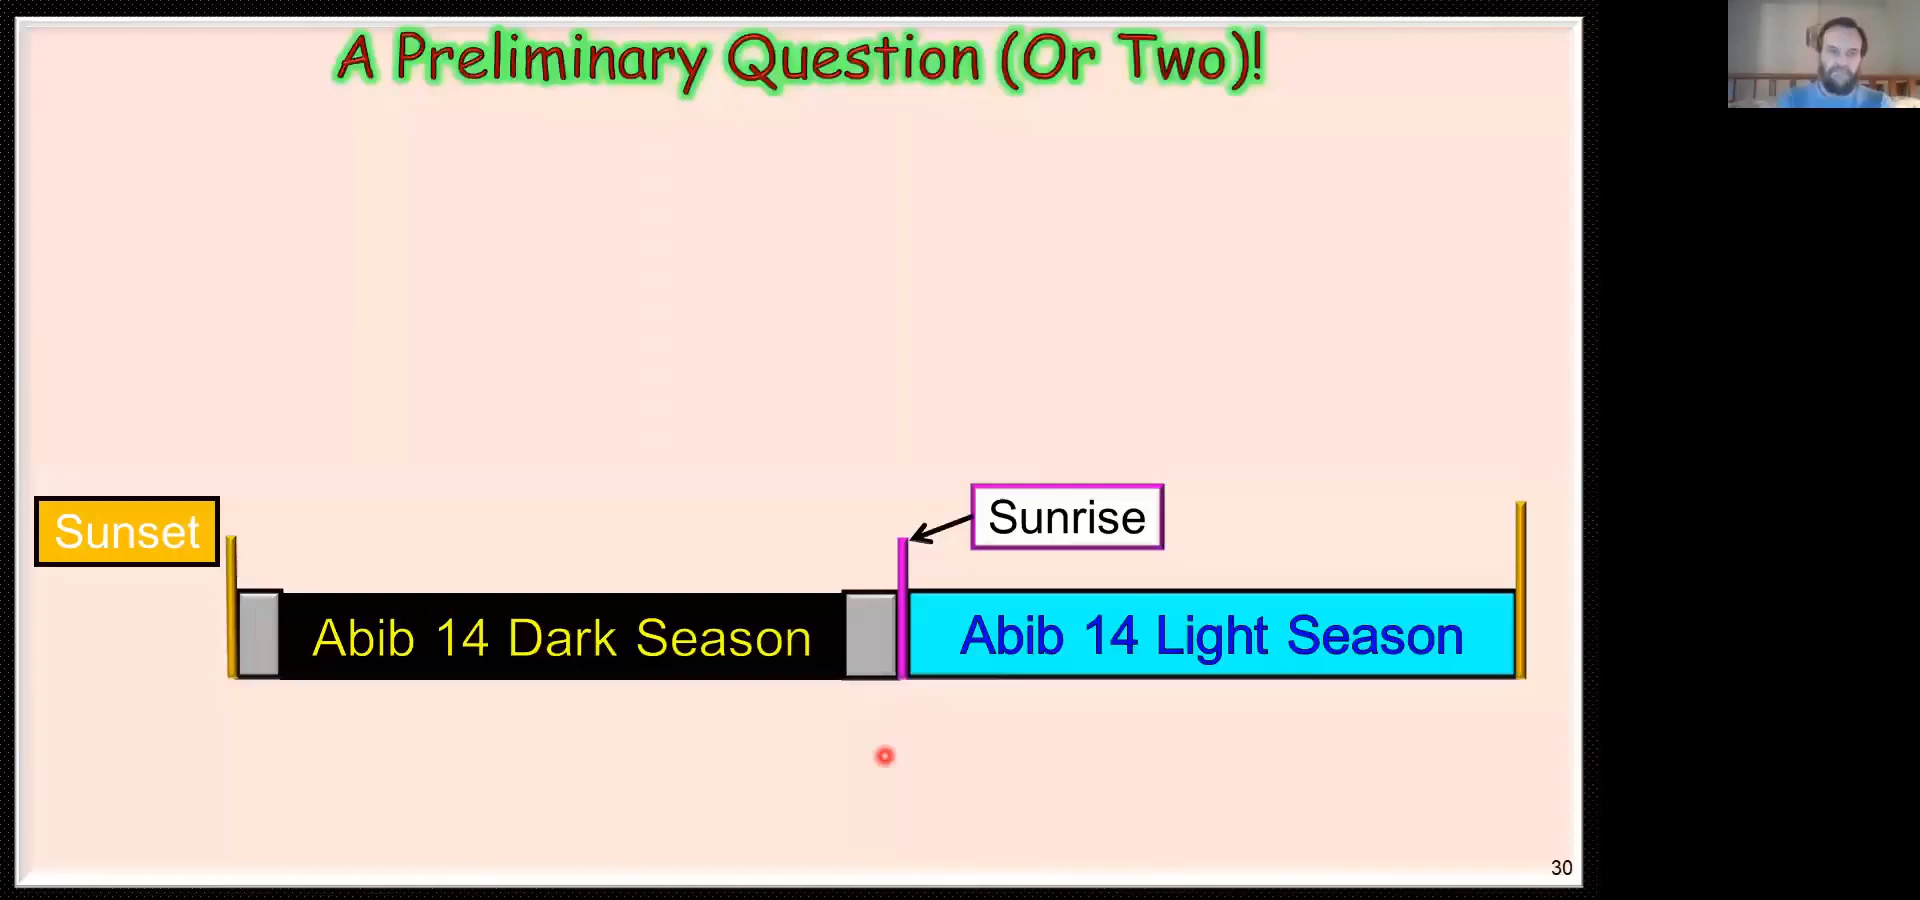 A Preliminary Question (Or Two)!
Sunset
Sunrise
Abib 14 Dark Season
Abib 14 Light Season
30